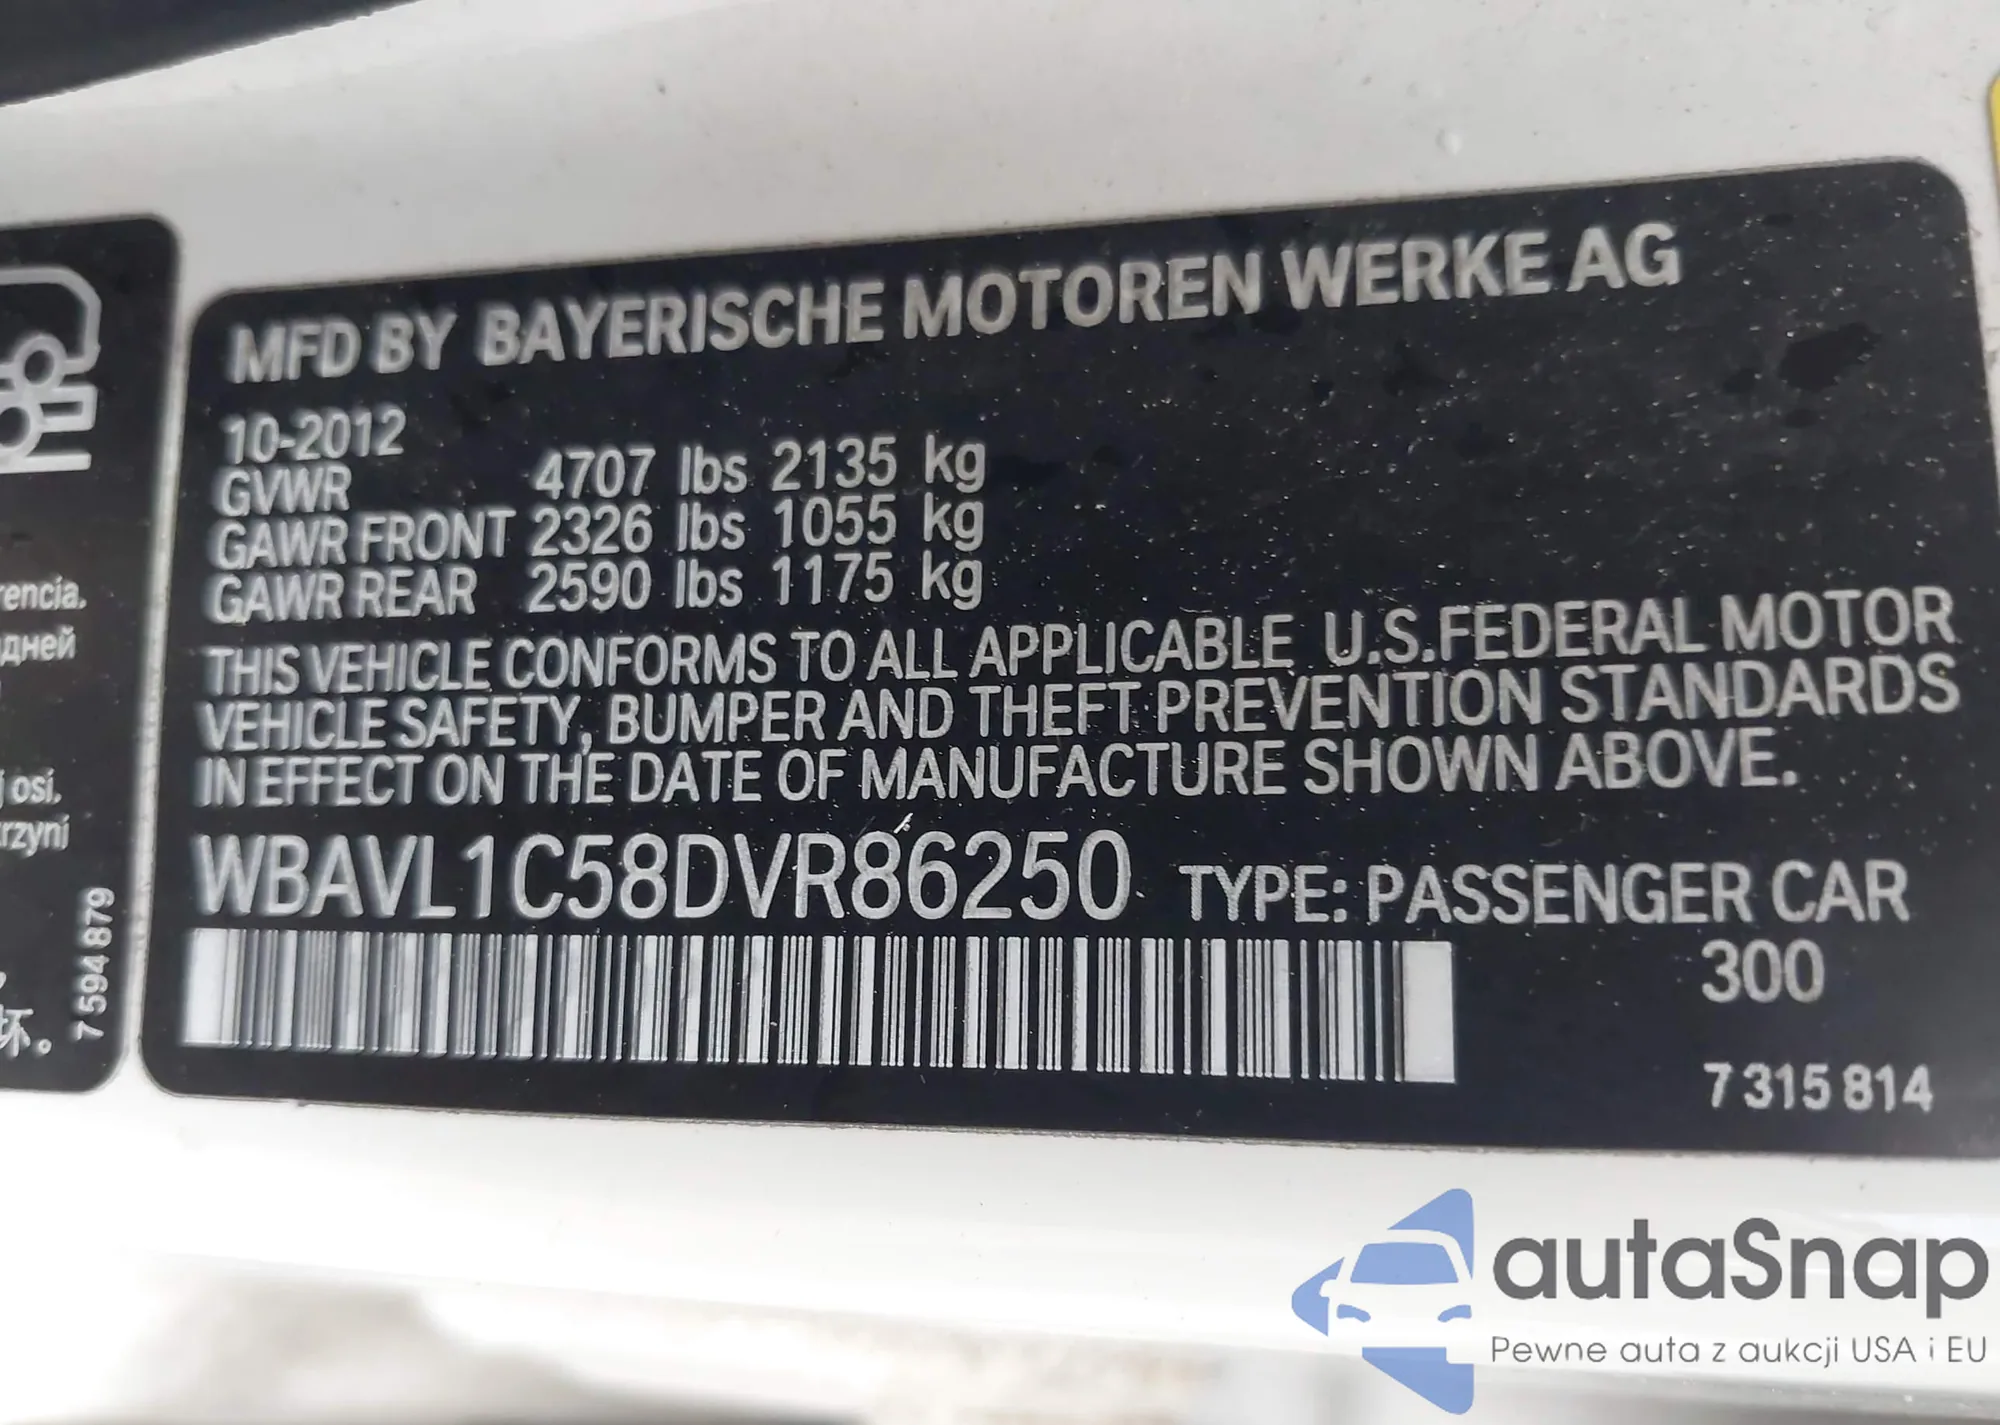 MFD BY BAYERISCHE MOTOREN WERKE AG
10-2012
GVWR 4707 lbs 2135 kg
GAWR FRONT 2326 lbs 1055 kg
GAWR REAR 2590 lbs 1175 kg
THIS VEHICLE CONFORMS TO ALL APPLICABLE U.S.FEDERAL MOTOR
VEHICLE SAFETY, BUMPER AND THEFT PREVENTION STANDARDS
IN EFFECT ON THE DATE OF MANUFACTURE SHOWN ABOVE.
WBAVL1C58DVR86250 TYPE: PASSENGER CAR
300
7 315 814
rencia.
дней
j osi.
rzyni
坏。
7 594 879
autaSnap
Pewne auta z aukcji USA i EU